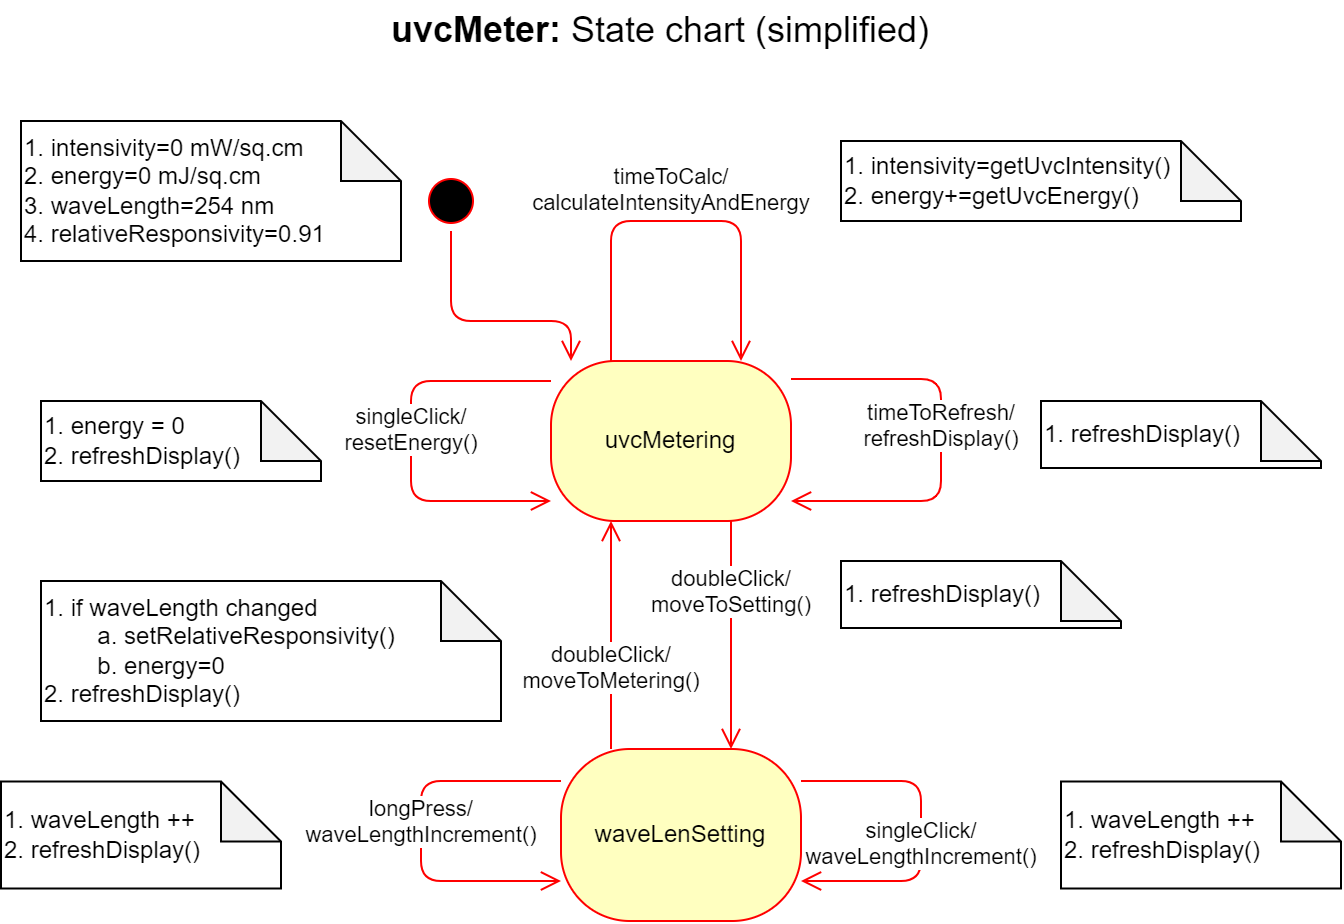 uvcMeter: State chart (simplified)
1. intensivity=0 mW/sq.cm
2. energy=0 mJ/sq.cm
3. waveLength=254 nm
4. relativeResponsivity=0.91
timeToCalc/
calculateIntensityAndEnergy
1. intensivity=getUvcIntensity()
2. energy+=getUvcEnergy()
1. energy = 0
2. refreshDisplay()
singleClick/
resetEnergy()
uvcMetering
timeToRefresh/
refreshDisplay()
1. refreshDisplay()
1. if waveLength changed
a. setRelativeResponsivity()
b. energy=0
2. refreshDisplay()
doubleClick/
moveToMetering()
doubleClick/
moveToSetting()
1. refreshDisplay()
1. waveLength ++
2. refreshDisplay()
longPress/
waveLengthIncrement()
waveLenSetting
singleClick/
waveLengthIncrement()
1. waveLength ++
2. refreshDisplay()